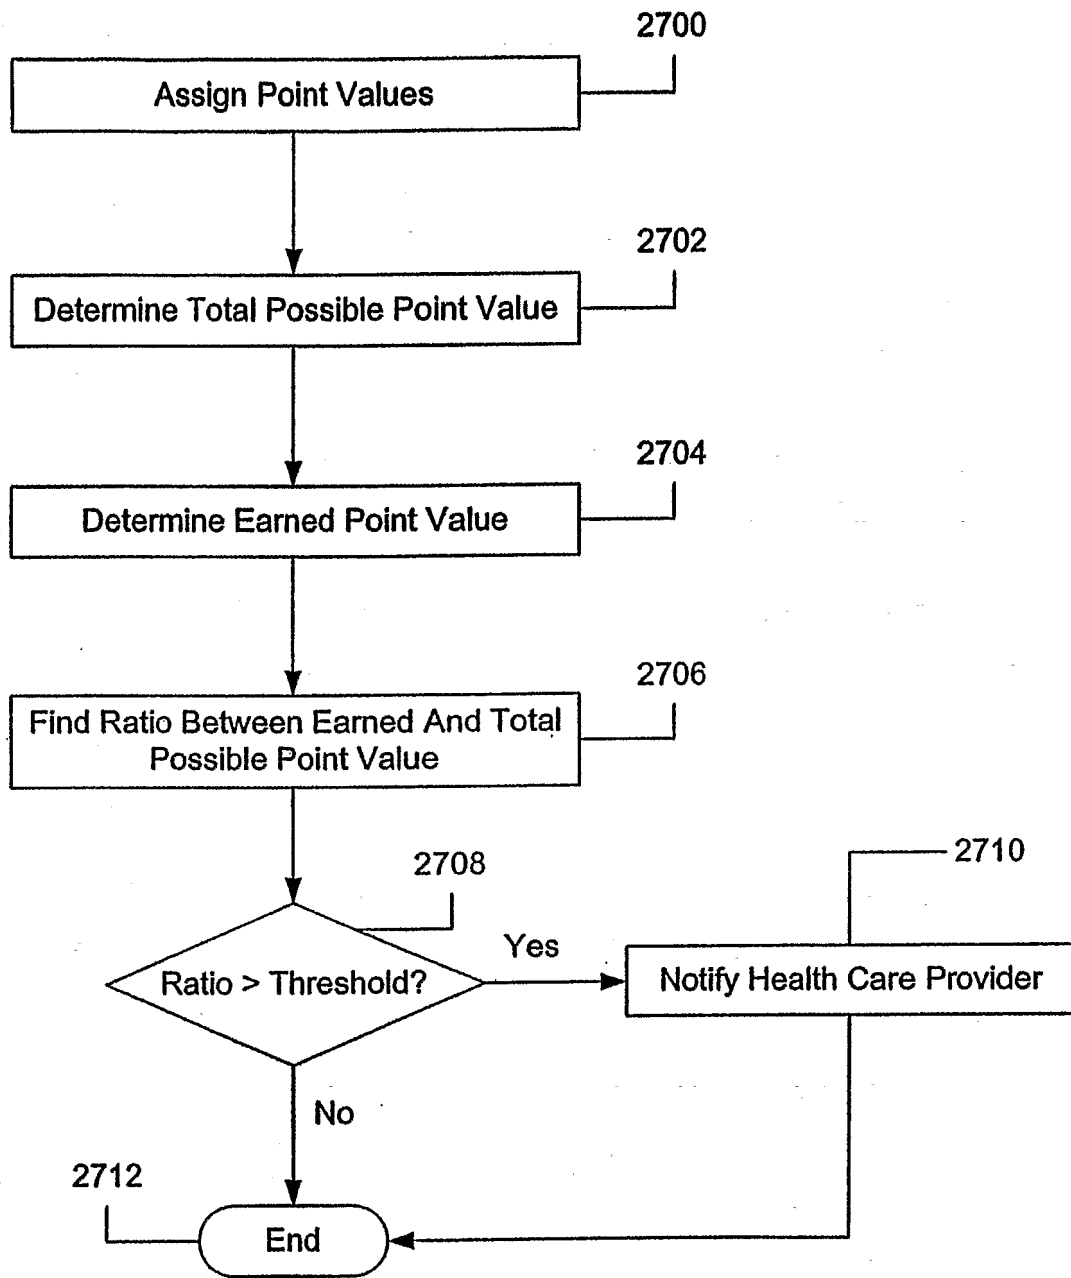 2700
Assign Point Values
2702
Determine Total Possible Point Value
2704
Determine Earned Point Value
2706
Find Ratio Between Earned And Total
Possible Point Value
2708
2710
Ratio > Threshold?
Yes
Notify Health Care Provider
No
2712
End